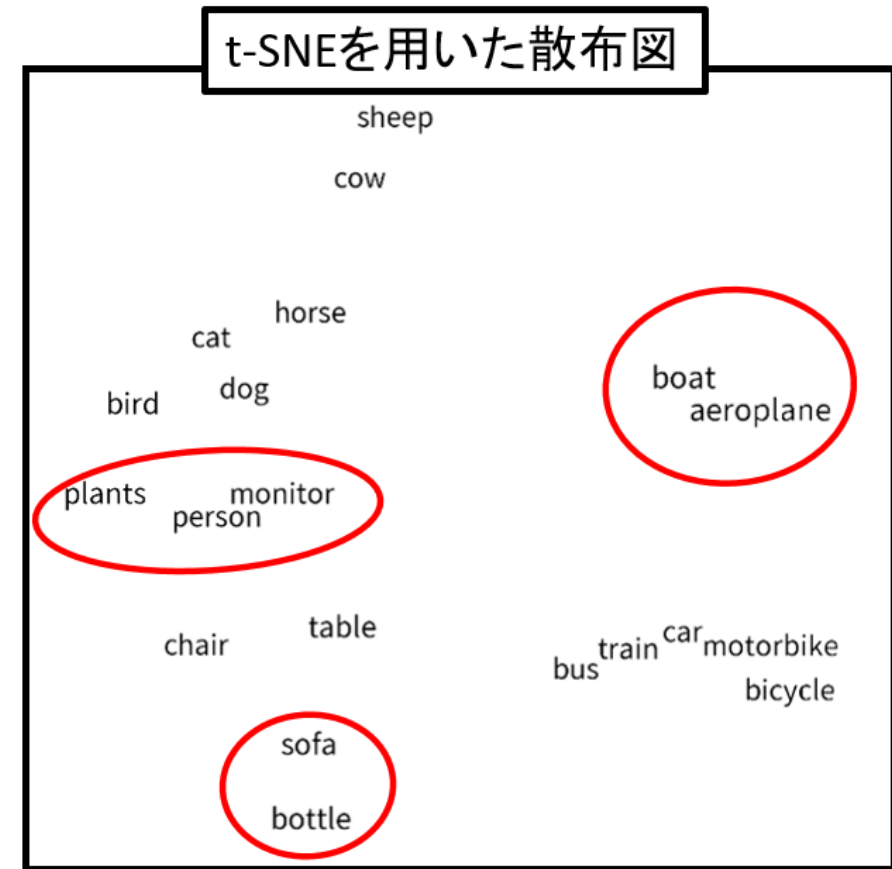 t-SNEを用いた散布図
sheep
cow
horse
cat
dog
bird
boat
aeroplane
plants
monitor
person
table
chair
car
train
motorbike
bus
bicycle
sofa
bottle